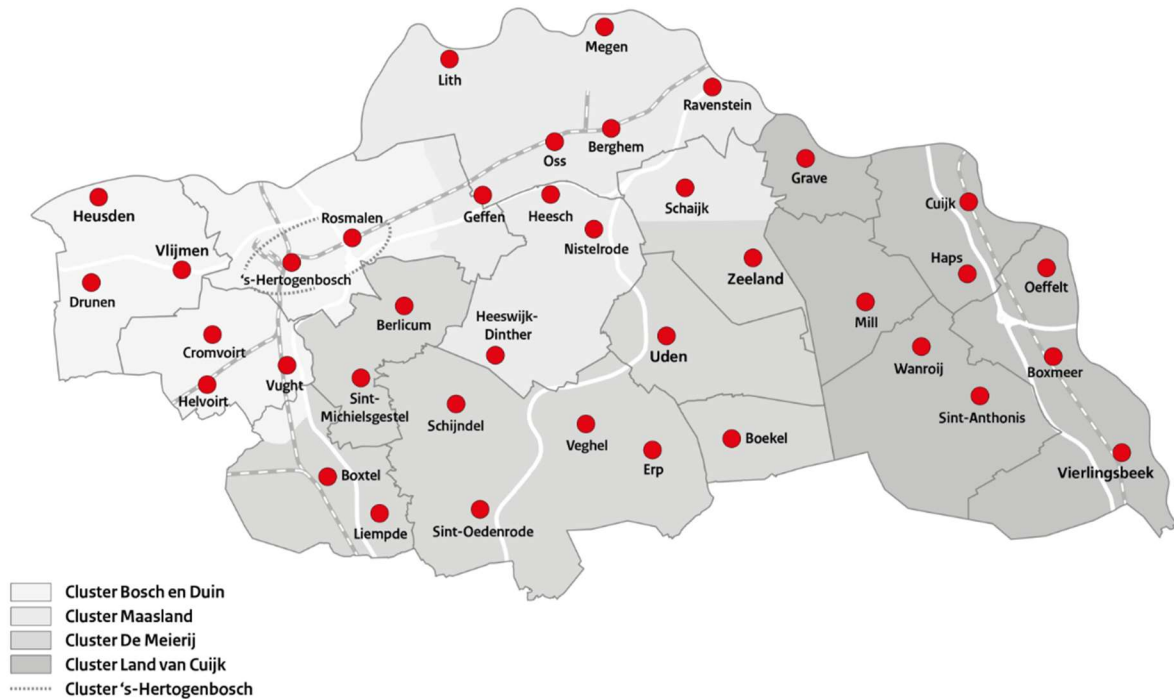 Megen
Lith
Ravenstein
Berghem
Oss
Grave
Heusden
Geffen
Heesch
Schaijk
Cuijk
Rosmalen
Nistelrode
Vlijmen
Zeeland
Haps
Oeffelt
's-Hertogenbosch
Drunen
Berlicum
Heeswijk-
Dinther
Mill
Cromvoirt
Uden
Wanroij
Boxmeer
Vught
Helvoirt
Sint-
Michielsgestel
Sint-Anthonis
Schijndel
Veghel
Boekel
Erp
Vierlingsbeek
Boxtel
Liempde
Sint-Oedenrode
Cluster Bosch en Duin
Cluster Maasland
Cluster De Meierij
Cluster Land van Cuijk
Cluster 's-Hertogenbosch